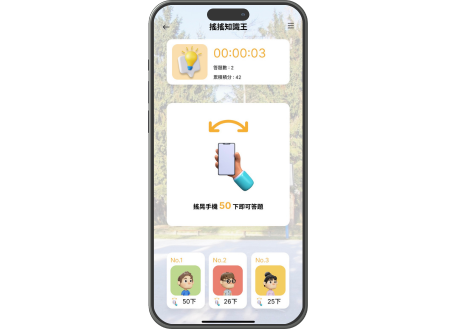 搖搖知識王
00:00:03
答題數 : 2
累積積分 : 42
搖晃手機 50 下即可答題
No.1
No.2
No.3
50下
26下
25下